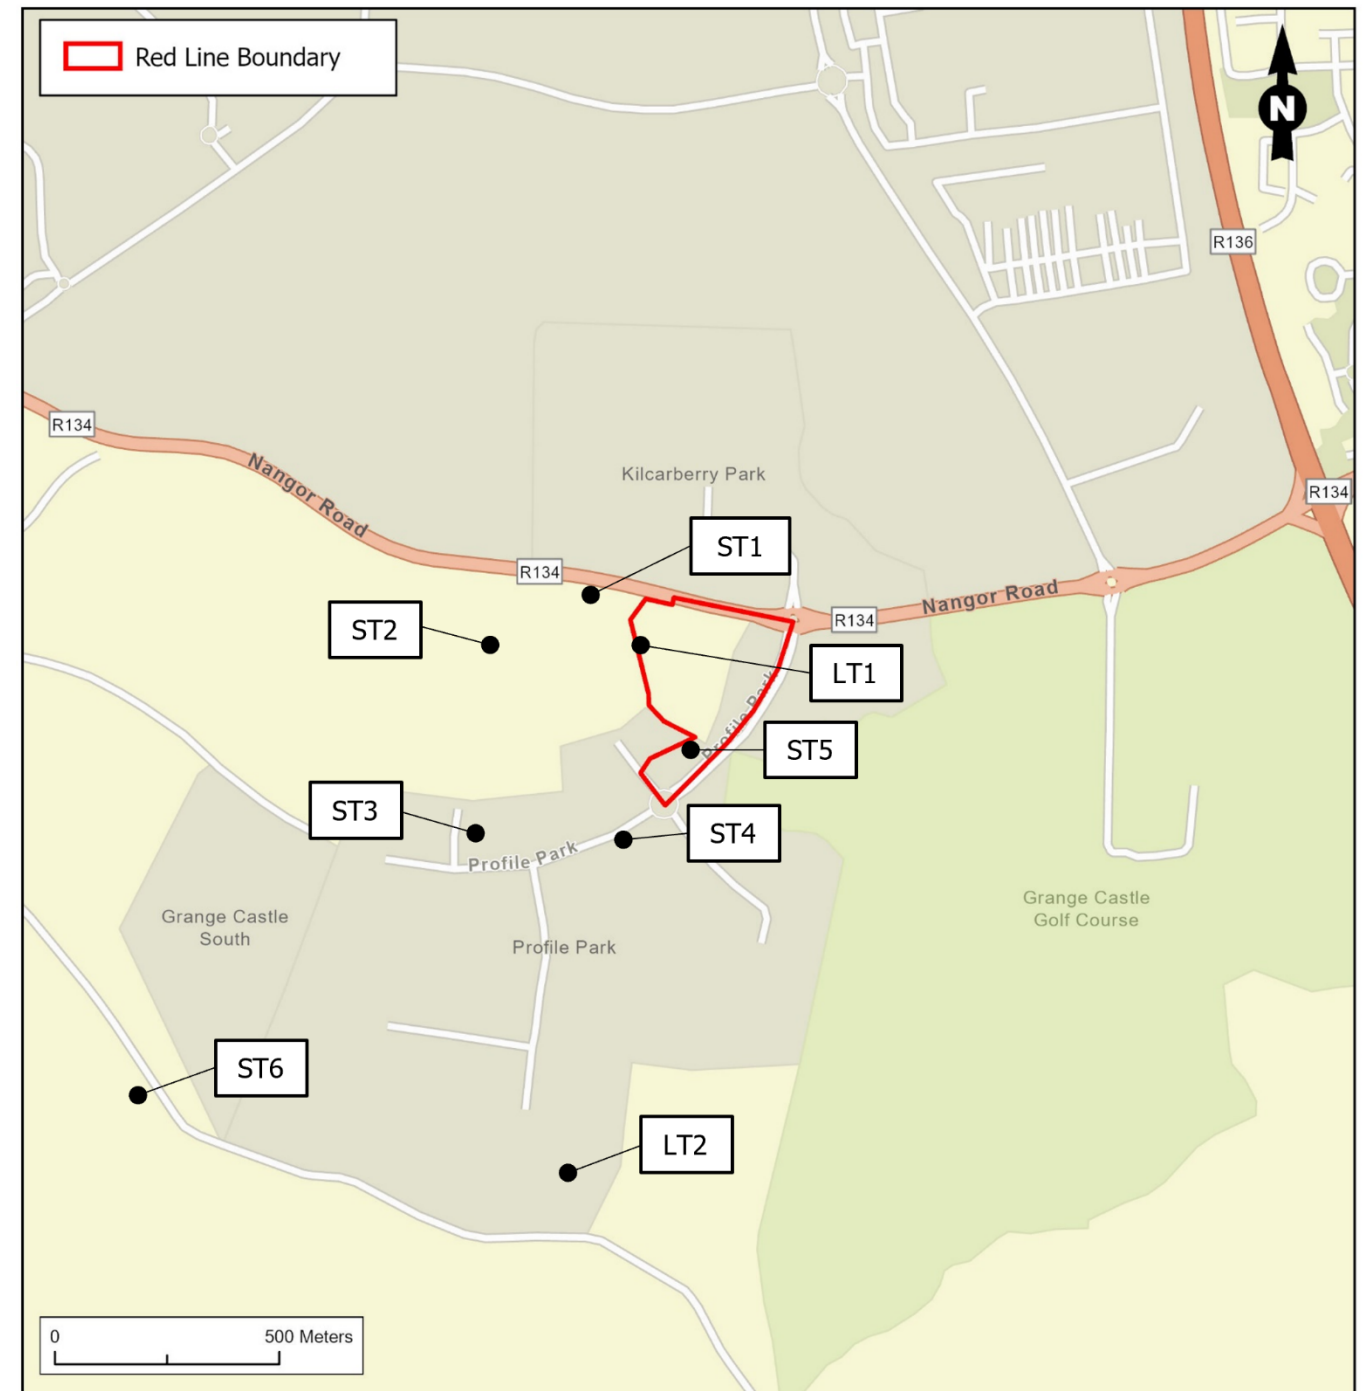 Red Line Boundary
N
R136
R134
Nangor Road
Kilcarberry Park
R134
ST1
R134
Nangor Road
R134
ST2
LT1
Profile Park
ST5
ST3
ST4
Profile Park
Grange Castle
South
Profile Park
Grange Castle
Golf Course
ST6
LT2
0 500 Meters